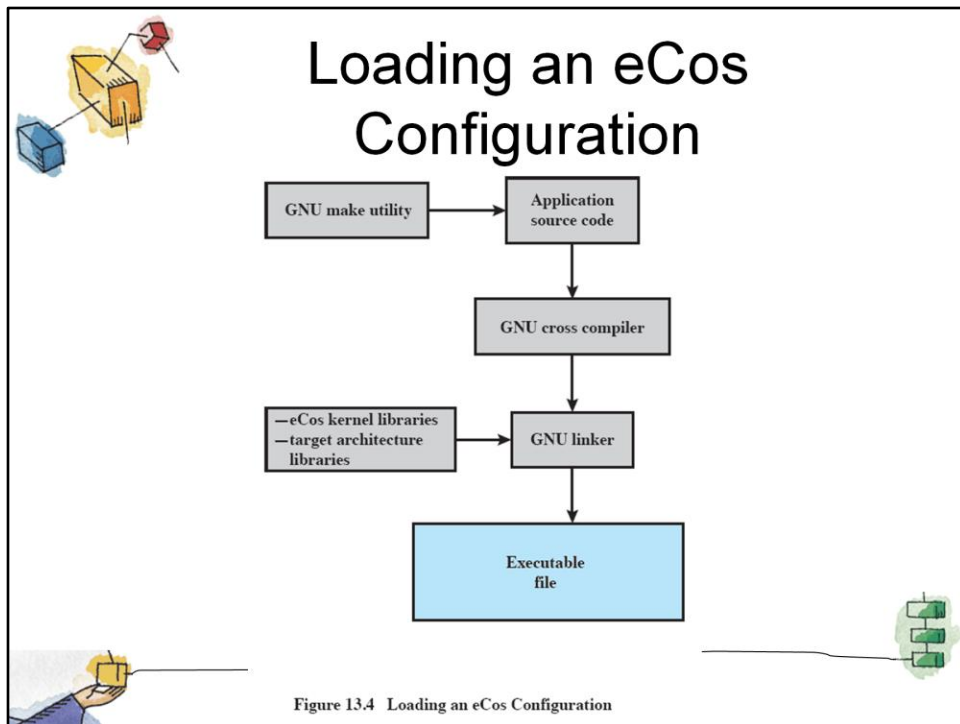 Loading an eCos
Configuration
GNU make utility
Application
source code
GNU cross compiler
—eCos kernel libraries
—target architecture
libraries
GNU linker
Executable
file
Figure 13.4 Loading an eCos Configuration